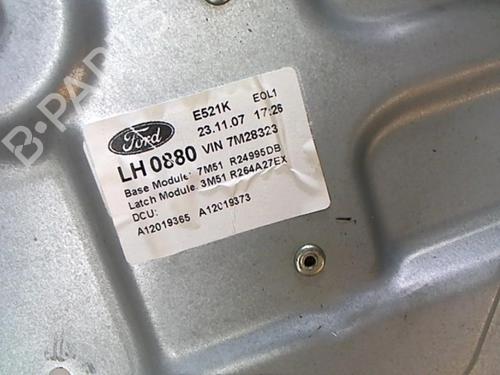 B-PARTS
Ford
E521K EOL1
23.11.07 17:26
LH 0880 VIN 7M28323
Base Module: 7M51 R24995DB
Latch Module: 3M51 R264A27EX
DCU:
A12019365 A12019373